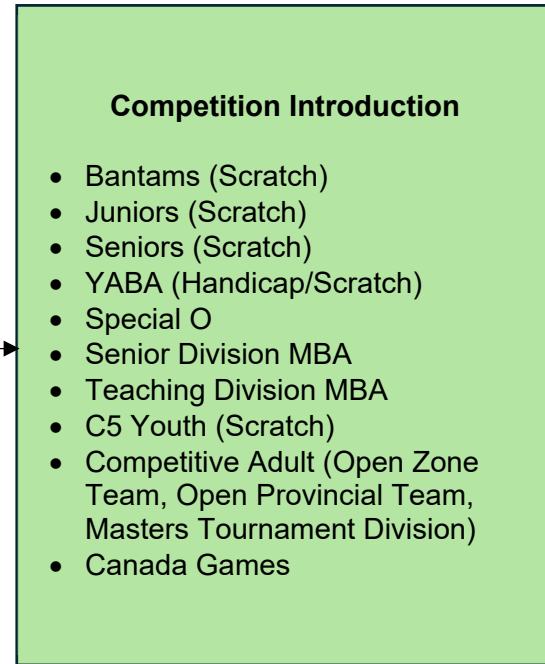 Competition Introduction
• Bantams (Scratch)
• Juniors (Scratch)
• Seniors (Scratch)
• YABA (Handicap/Scratch)
• Special O
• Senior Division MBA
• Teaching Division MBA
• C5 Youth (Scratch)
• Competitive Adult (Open Zone
Team, Open Provincial Team,
Masters Tournament Division)
• Canada Games